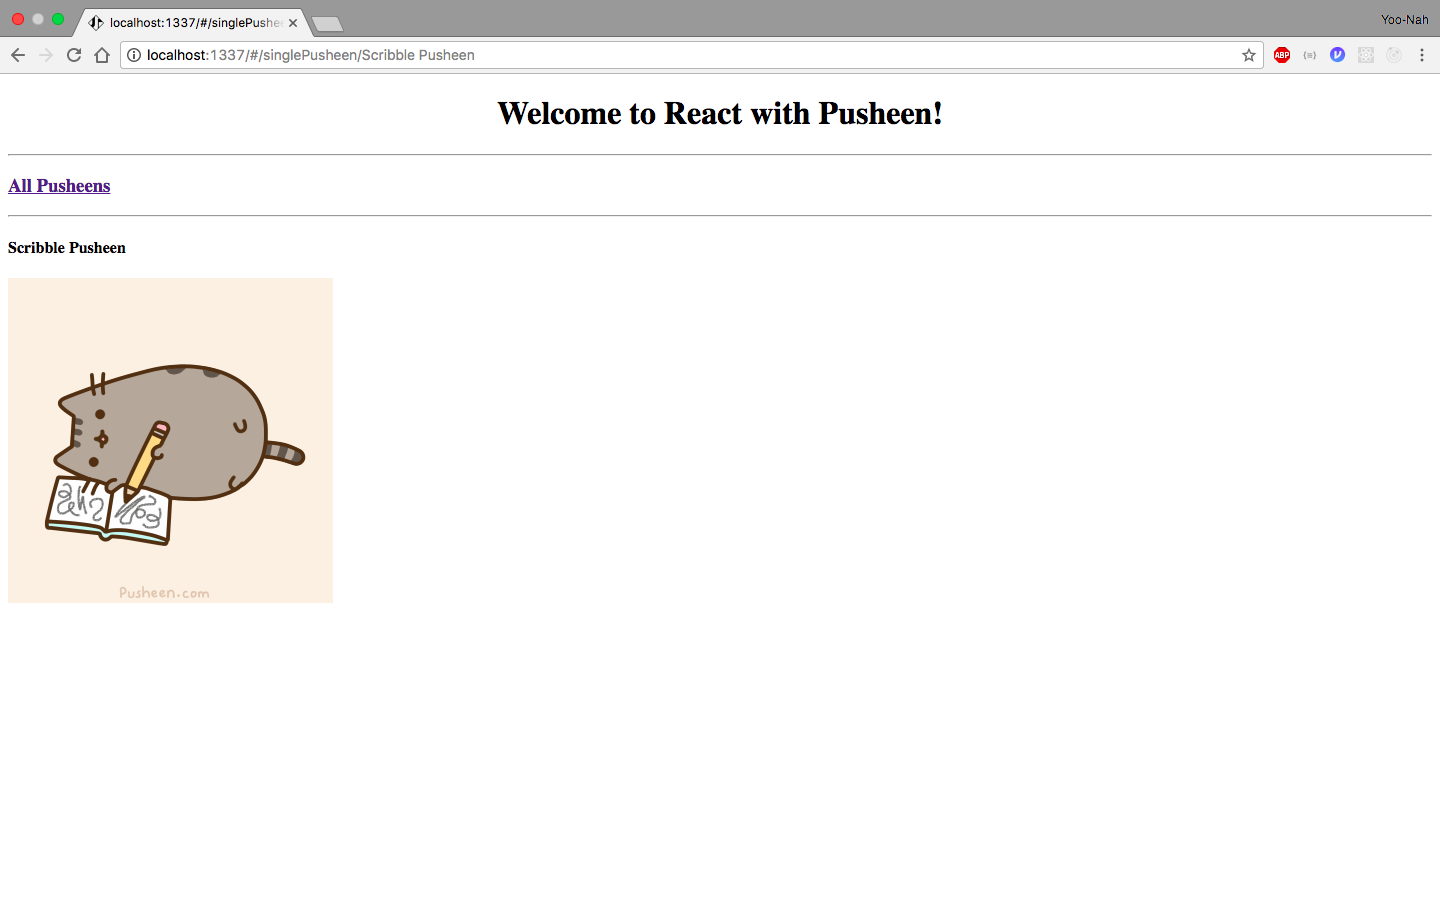 localhost:1337/#/singlePushe
Yoo-Nah
localhost:1337/#/singlePusheen/Scribble Pusheen
ABP
Welcome to React with Pusheen!
All Pusheens
Scribble Pusheen
Pusheen.com